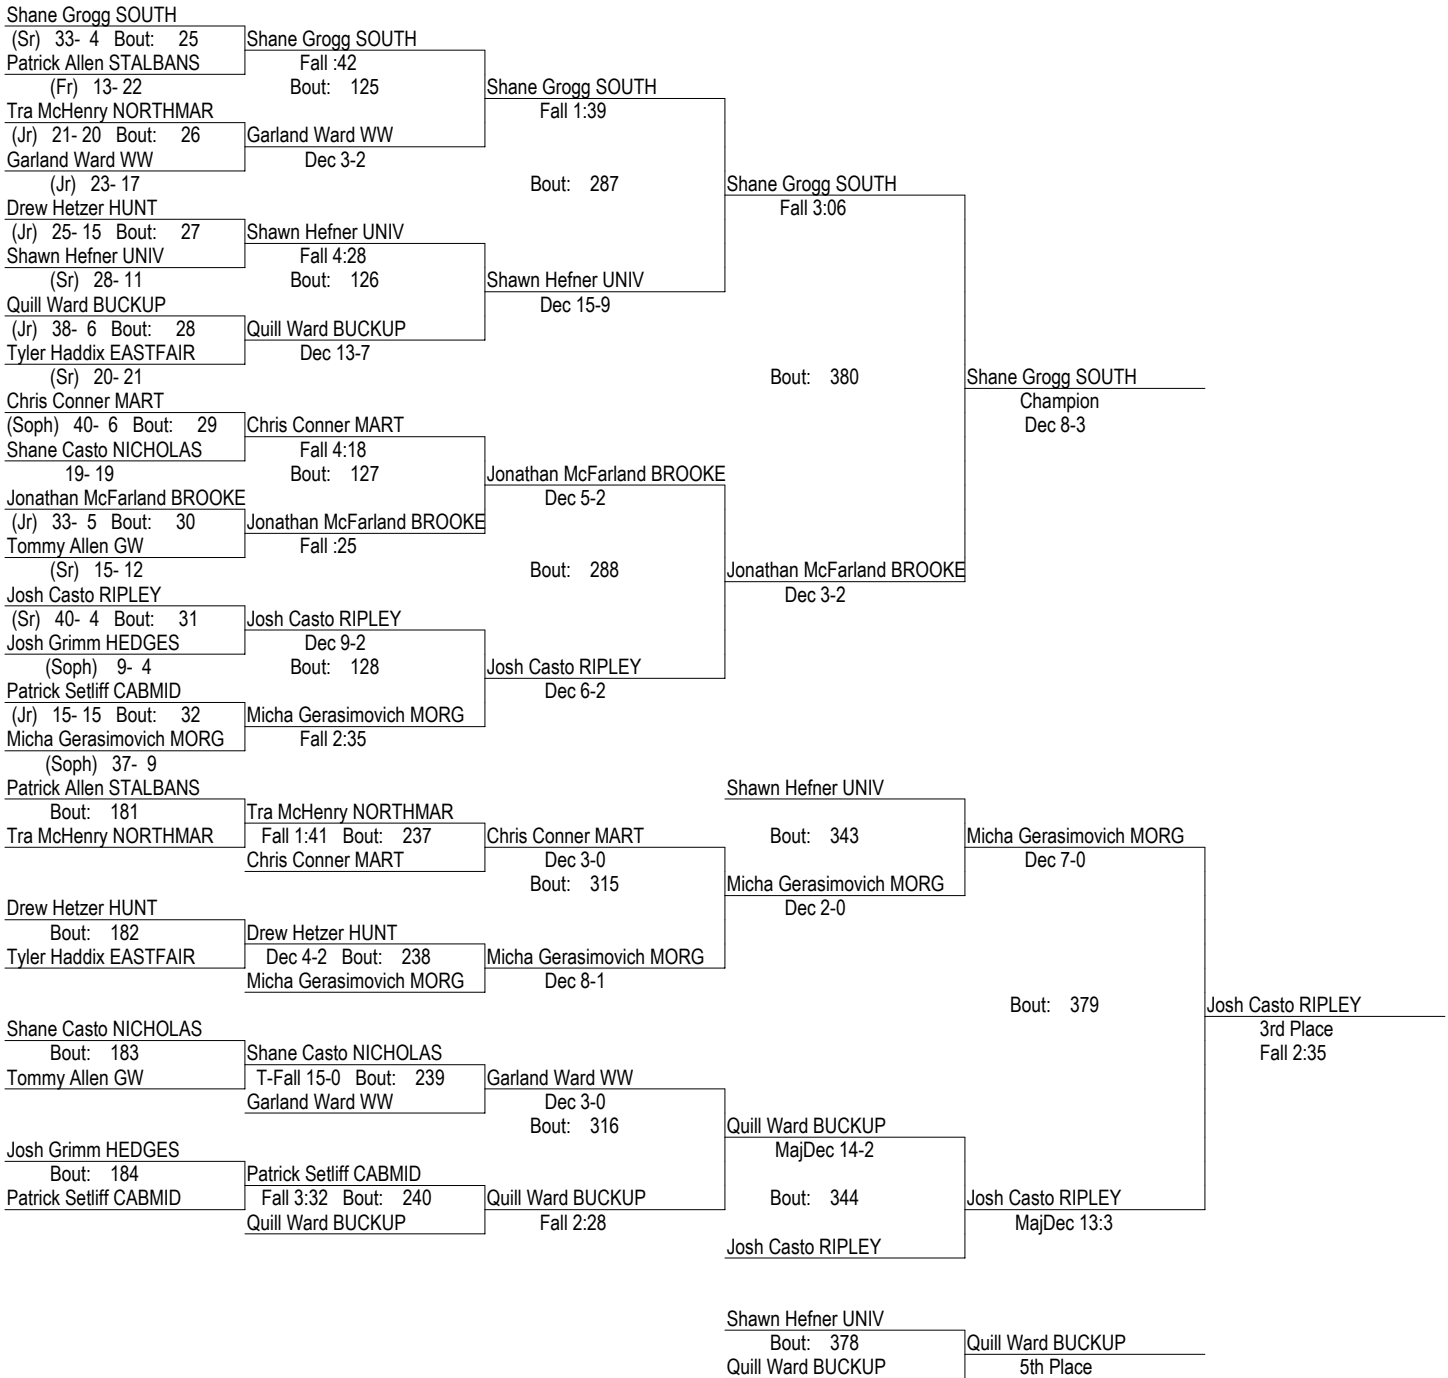 Shane Grogg SOUTH
(Sr) 33- 4 Bout: 25 Shane Grogg SOUTH
Patrick Allen STALBANS Fall :42
(Fr) 13- 22 Bout: 125 Shane Grogg SOUTH
Tra McHenry NORTHMAR Fall 1:39
(Jr) 21- 20 Bout: 26 Garland Ward WW
Garland Ward WW Dec 3-2
(Jr) 23- 17 Bout: 287 Shane Grogg SOUTH
Drew Hetzer HUNT Fall 3:06
(Jr) 25- 15 Bout: 27 Shawn Hefner UNIV
Shawn Hefner UNIV Fall 4:28
(Sr) 28- 11 Bout: 126 Shawn Hefner UNIV
Quill Ward BUCKUP Dec 15-9
(Jr) 38- 6 Bout: 28 Quill Ward BUCKUP
Tyler Haddix EASTFAIR Dec 13-7
(Sr) 20- 21 Bout: 380 Shane Grogg SOUTH
Chris Conner MART Champion
(Soph) 40- 6 Bout: 29 Chris Conner MART Dec 8-3
Shane Casto NICHOLAS Fall 4:18
19- 19 Bout: 127 Jonathan McFarland BROOKE
Jonathan McFarland BROOKE Dec 5-2
(Jr) 33- 5 Bout: 30 Jonathan McFarland BROOKE
Tommy Allen GW Fall :25
(Sr) 15- 12 Bout: 288 Jonathan McFarland BROOKE
Josh Casto RIPLEY Dec 3-2
(Sr) 40- 4 Bout: 31 Josh Casto RIPLEY
Josh Grimm HEDGES Dec 9-2
(Soph) 9- 4 Bout: 128 Josh Casto RIPLEY
Patrick Setliff CABMID Dec 6-2
(Jr) 15- 15 Bout: 32 Micha Gerasimovich MORG
Micha Gerasimovich MORG Fall 2:35
(Soph) 37- 9
Patrick Allen STALBANS Shawn Hefner UNIV
Bout: 181 Tra McHenry NORTHMAR
Tra McHenry NORTHMAR Fall 1:41 Bout: 237 Chris Conner MART Bout: 343 Micha Gerasimovich MORG
Chris Conner MART Dec 3-0 Dec 7-0
Bout: 315 Micha Gerasimovich MORG
Drew Hetzer HUNT Dec 2-0
Bout: 182 Drew Hetzer HUNT
Tyler Haddix EASTFAIR Dec 4-2 Bout: 238 Micha Gerasimovich MORG
Micha Gerasimovich MORG Dec 8-1
Bout: 379 Josh Casto RIPLEY
Shane Casto NICHOLAS 3rd Place
Bout: 183 Shane Casto NICHOLAS Fall 2:35
Tommy Allen GW T-Fall 15-0 Bout: 239 Garland Ward WW
Garland Ward WW Dec 3-0
Bout: 316 Quill Ward BUCKUP
Josh Grimm HEDGES MajDec 14-2
Bout: 184 Patrick Setliff CABMID
Patrick Setliff CABMID Fall 3:32 Bout: 240 Quill Ward BUCKUP Bout: 344 Josh Casto RIPLEY
Quill Ward BUCKUP Fall 2:28 MajDec 13:3
Josh Casto RIPLEY
Shawn Hefner UNIV
Bout: 378 Quill Ward BUCKUP
Quill Ward BUCKUP 5th Place